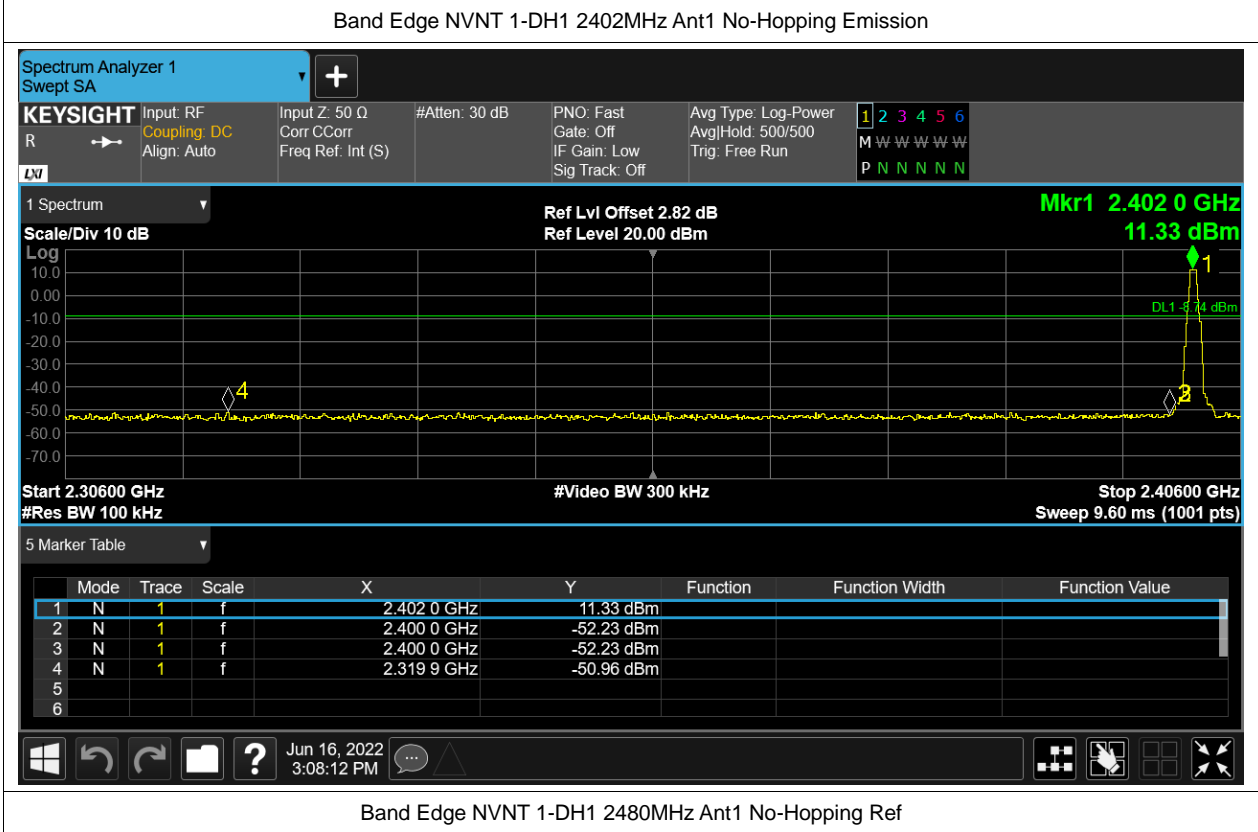 Band Edge NVNT 1-DH1 2402MHz Ant1 No-Hopping Emission
Spectrum Analyzer 1
Swept SA
KEYSIGHT Input: RF Input Z: 50 Ω #Atten: 30 dB PNO: Fast Avg Type: Log-Power 1 2 3 4 5 6
R Coupling: DC Corr CCorr Gate: Off Avg|Hold: 500/500 M W W W W W
Align: Auto Freq Ref: Int (S) IF Gain: Low Trig: Free Run
LXI Sig Track: Off P N N N N N
1 Spectrum
Ref Lvl Offset 2.82 dB Mkr1 2.402 0 GHz
Scale/Div 10 dB Ref Level 20.00 dBm 11.33 dBm
Log
1
10.0
0.00
DL1 -8.74 dBm
-10.0
-20.0
-30.0
-40.0
4
-50.0
-60.0
-70.0
Start 2.30600 GHz #Video BW 300 kHz Stop 2.40600 GHz
#Res BW 100 kHz Sweep 9.60 ms (1001 pts)
5 Marker Table
Mode Trace Scale X Y Function Function Width Function Value
1 N 1 f 2.402 0 GHz 11.33 dBm
2 N 1 f 2.400 0 GHz -52.23 dBm
3 N 1 f 2.400 0 GHz -52.23 dBm
4 N 1 f 2.319 9 GHz -50.96 dBm
5
6
? Jun 16, 2022
3:08:12 PM
Band Edge NVNT 1-DH1 2480MHz Ant1 No-Hopping Ref